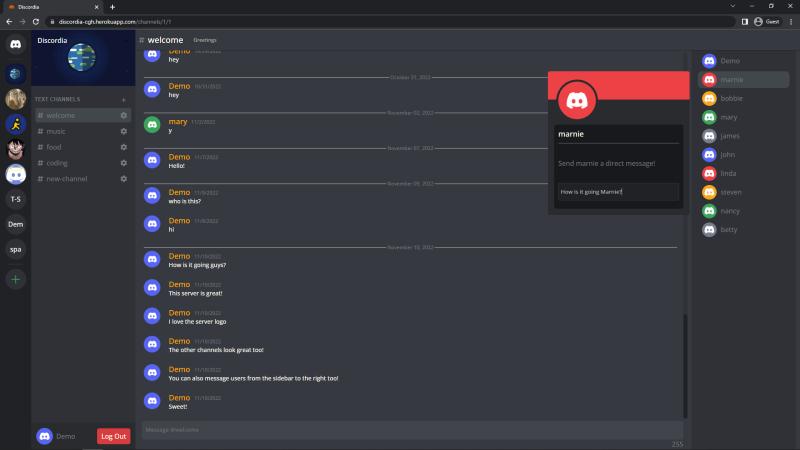 Discordia
discordia-cgh.herokuapp.com/channels/1/1
Guest
Discordia
TEXT CHANNELS
# welcome
# music
# food
# coding
# new-channel
T-S
Dem
spa
Demo
Log Out
# welcome Greetings
Demo
hey
October 31, 2022
Demo 10/31/2022
hey
November 02, 2022
mary 11/2/2022
y
November 07, 2022
Demo 11/7/2022
Hello!
November 09, 2022
Demo 11/9/2022
who is this?
Demo
hi
November 10, 2022
Demo 11/10/2022
How is it going guys?
Demo 11/10/2022
This server is great!
Demo 11/10/2022
I love the server logo
Demo 11/10/2022
The other channels look great too!
Demo 11/10/2022
You can also message users from the sidebar to the right too!
Demo 11/10/2022
Sweet!
Message #welcome
255
marnie
Send marnie a direct message!
How is it going Marnie?
Demo
marnie
bobbie
mary
james
john
linda
steven
nancy
betty